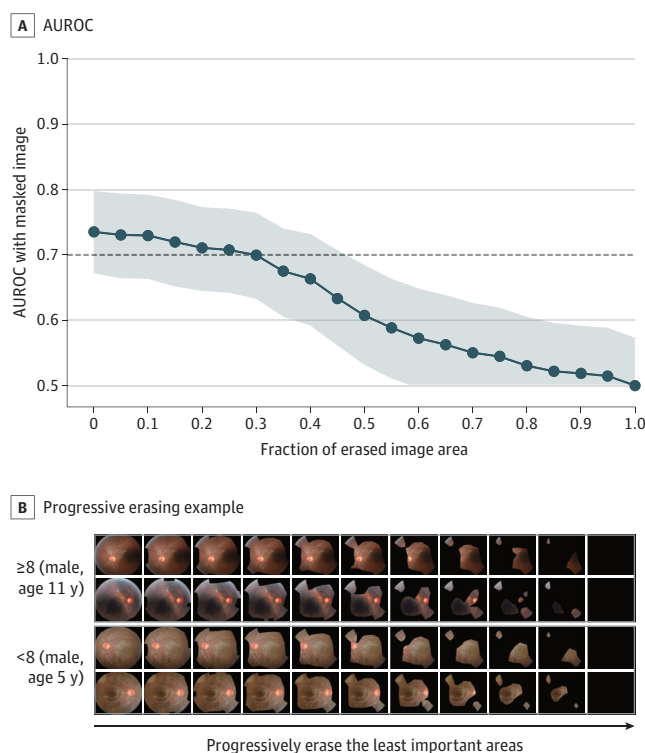 A AUROC
1.0
0.9
0.8
0.7
0.6
0.5
AUROC with masked image
0 0.1 0.2 0.3 0.4 0.5 0.6 0.7 0.8 0.9 1.0
Fraction of erased image area
B Progressive erasing example
≥8 (male,
age 11 y)
<8 (male,
age 5 y)
Progressively erase the least important areas